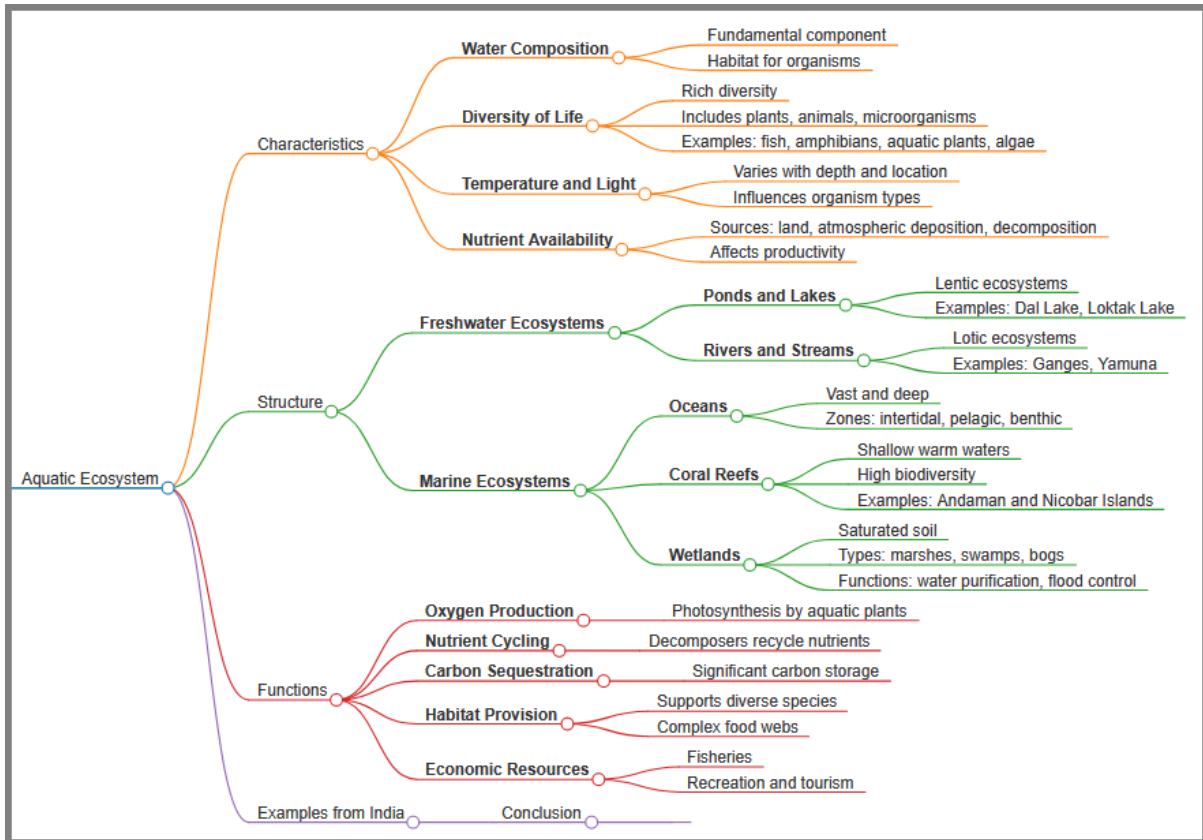 Aquatic Ecosystem
Characteristics
Water Composition
Fundamental component
Habitat for organisms
Diversity of Life
Rich diversity
Includes plants, animals, microorganisms
Examples: fish, amphibians, aquatic plants, algae
Temperature and Light
Varies with depth and location
Influences organism types
Nutrient Availability
Sources: land, atmospheric deposition, decomposition
Affects productivity
Structure
Freshwater Ecosystems
Ponds and Lakes
Lentic ecosystems
Examples: Dal Lake, Loktak Lake
Rivers and Streams
Lotic ecosystems
Examples: Ganges, Yamuna
Marine Ecosystems
Oceans
Vast and deep
Zones: intertidal, pelagic, benthic
Coral Reefs
Shallow warm waters
High biodiversity
Examples: Andaman and Nicobar Islands
Wetlands
Saturated soil
Types: marshes, swamps, bogs
Functions: water purification, flood control
Functions
Oxygen Production
Photosynthesis by aquatic plants
Nutrient Cycling
Decomposers recycle nutrients
Carbon Sequestration
Significant carbon storage
Habitat Provision
Supports diverse species
Complex food webs
Economic Resources
Fisheries
Recreation and tourism
Examples from India
Conclusion